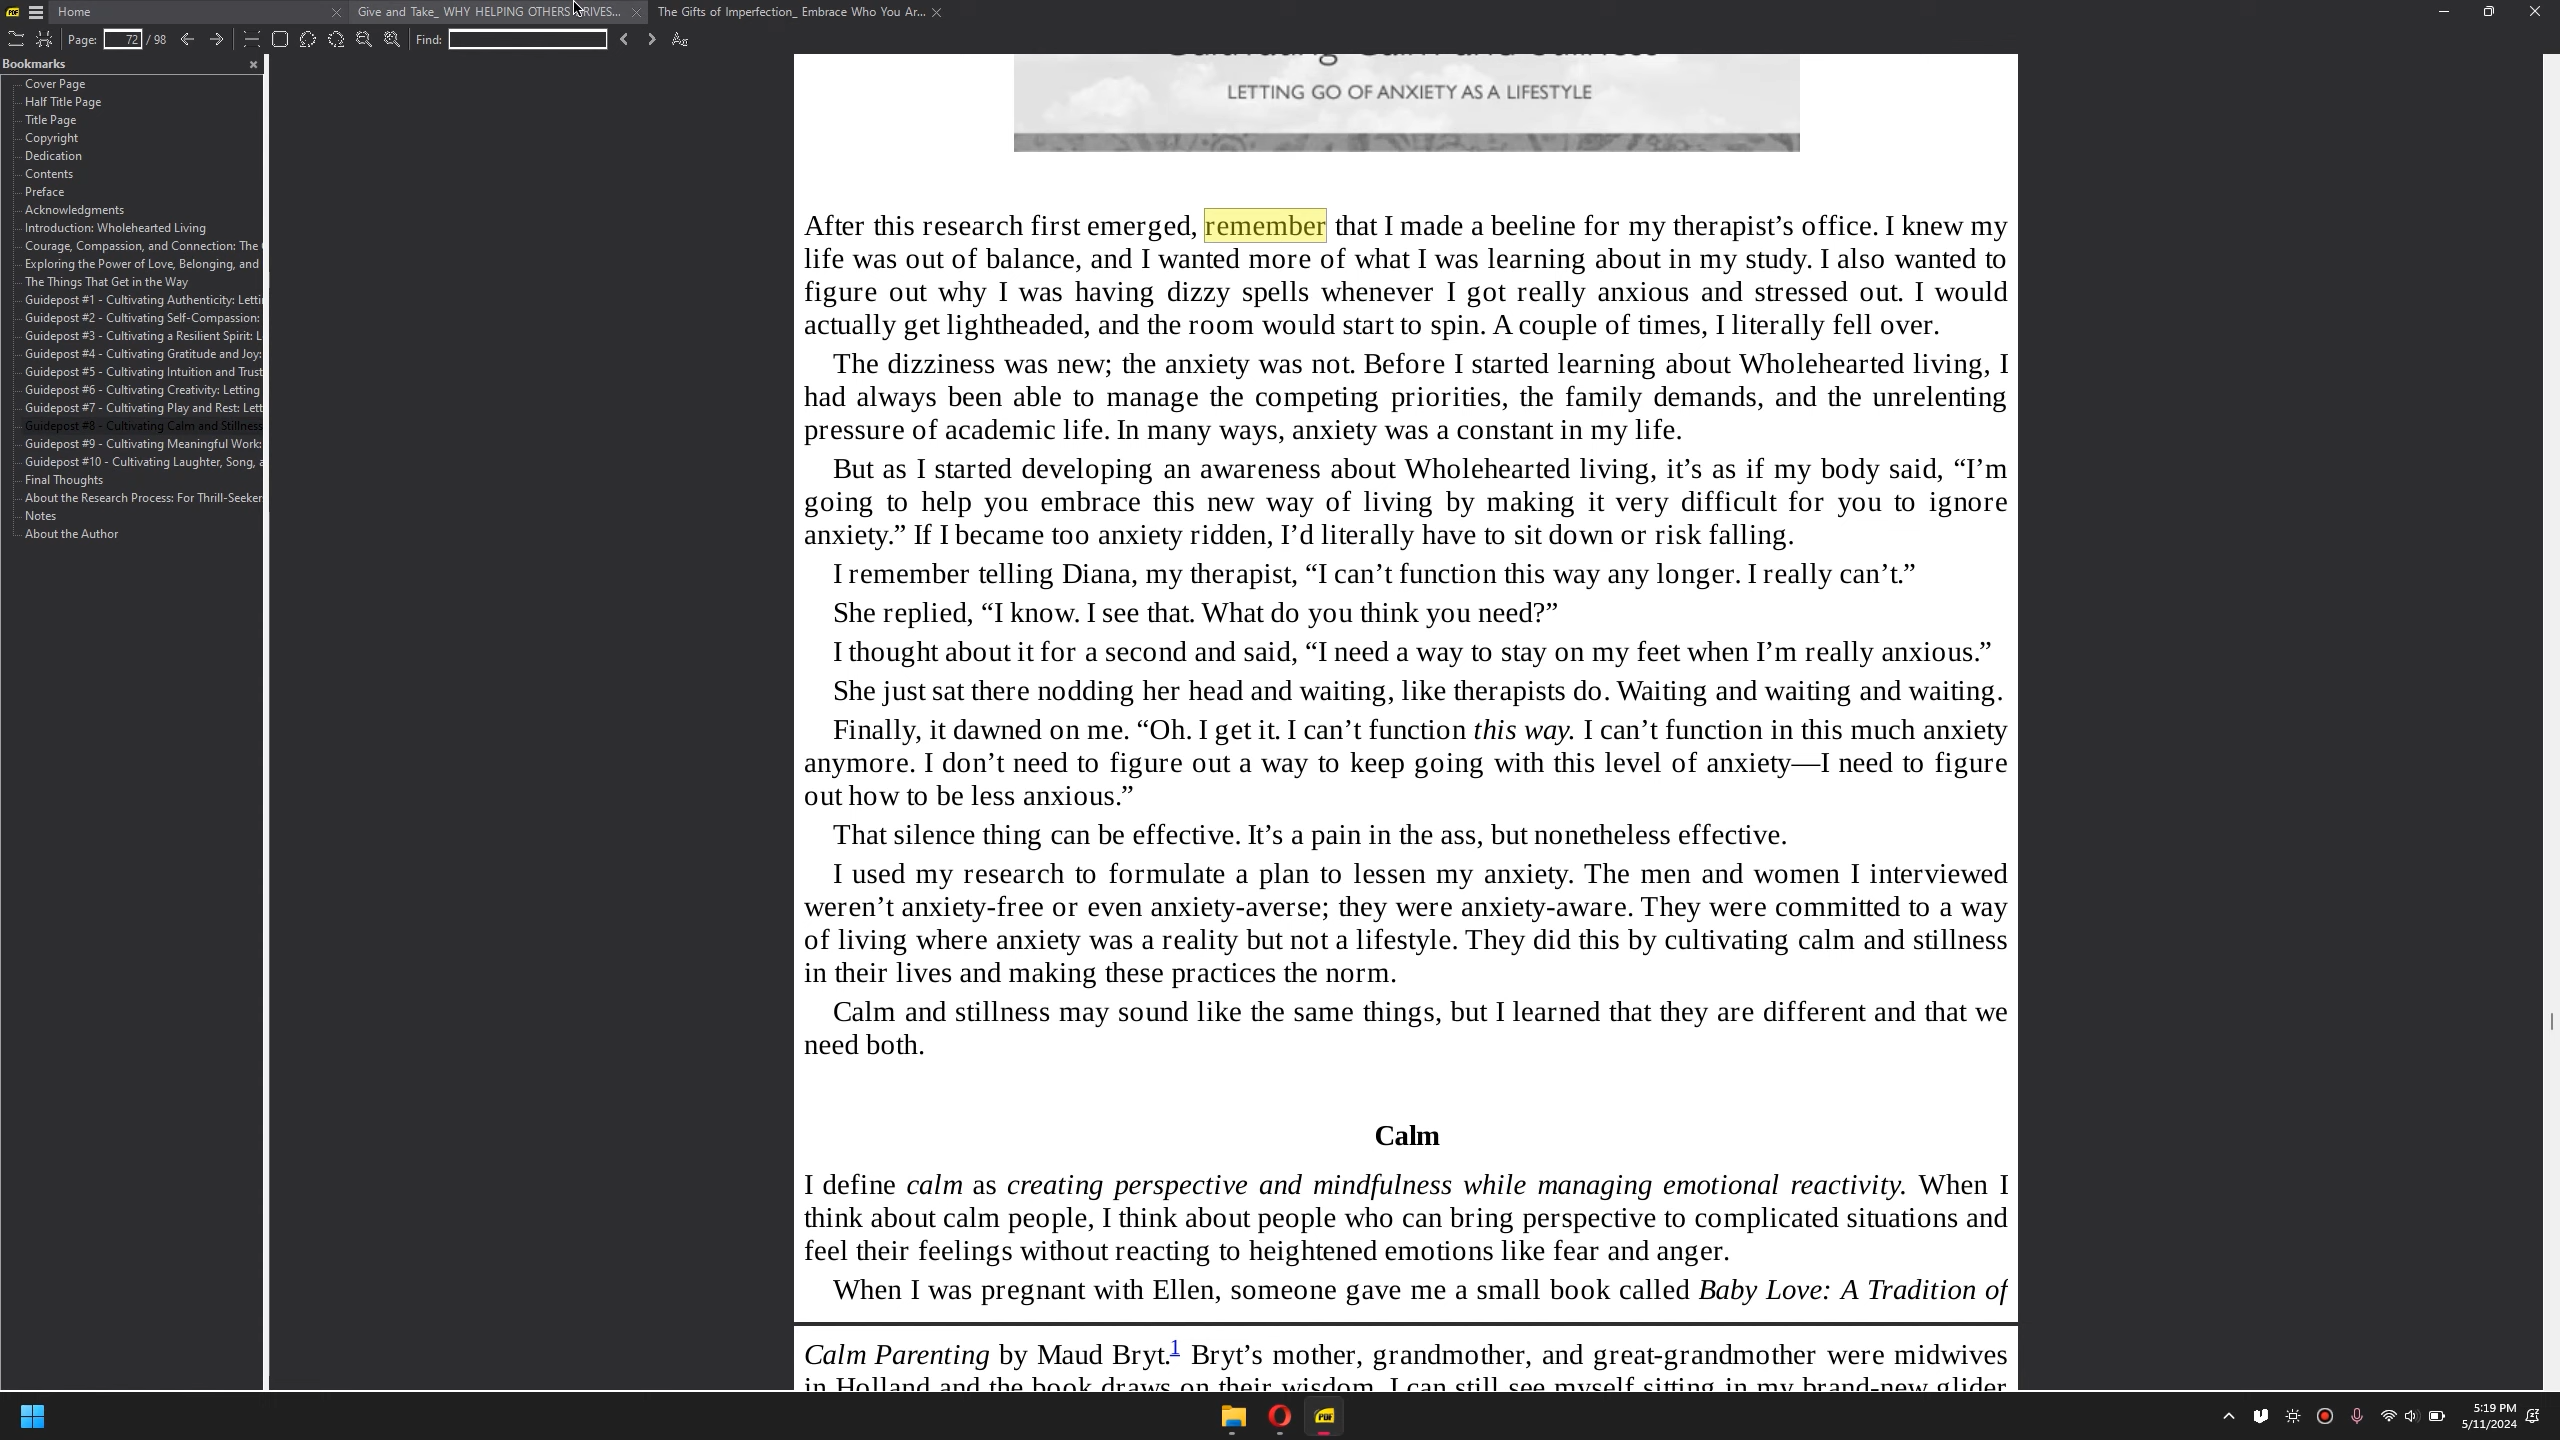 Home
Give and Take_ WHY HELPING OTHERS
The Gifts of Imperfection_ Embrace Who You Ar...
Page: 72 / 98
Find:
Bookmarks
Cover Page
Half Title Page
Title Page
Copyright
Dedication
Contents
Preface
Acknowledgments
Introduction: Wholehearted Living
Courage, Compassion, and Connection: The
Exploring the Power of Love, Belonging, and
The Things That Get in the Way
Guidepost #1 - Cultivating Authenticity: Letti
Guidepost #2 - Cultivating Self-Compassion:
Guidepost #3 - Cultivating a Resilient Spirit: L
Guidepost #4 - Cultivating Gratitude and Joy:
Guidepost #5 - Cultivating Intuition and Trust
Guidepost #6 - Cultivating Creativity: Letting
Guidepost #7 - Cultivating Play and Rest: Lett
Guidepost #8 - Cultivating Calm and Stillness
Guidepost #9 - Cultivating Meaningful Work:
Guidepost #10 - Cultivating Laughter, Song, a
Final Thoughts
About the Research Process: For Thrill-Seeker
Notes
About the Author
Cultivating Calm and Stillness
LETTING GO OF ANXIETY AS A LIFESTYLE
After this research first emerged, remember that I made a beeline for my therapist’s office. I knew my
life was out of balance, and I wanted more of what I was learning about in my study. I also wanted to
figure out why I was having dizzy spells whenever I got really anxious and stressed out. I would
actually get lightheaded, and the room would start to spin. A couple of times, I literally fell over.
The dizziness was new; the anxiety was not. Before I started learning about Wholehearted living, I
had always been able to manage the competing priorities, the family demands, and the unrelenting
pressure of academic life. In many ways, anxiety was a constant in my life.
But as I started developing an awareness about Wholehearted living, it’s as if my body said, “I’m
going to help you embrace this new way of living by making it very difficult for you to ignore
anxiety.” If I became too anxiety ridden, I’d literally have to sit down or risk falling.
I remember telling Diana, my therapist, “I can’t function this way any longer. I really can’t.”
She replied, “I know. I see that. What do you think you need?”
I thought about it for a second and said, “I need a way to stay on my feet when I’m really anxious.”
She just sat there nodding her head and waiting, like therapists do. Waiting and waiting and waiting.
Finally, it dawned on me. “Oh. I get it. I can’t function this way. I can’t function in this much anxiety
anymore. I don’t need to figure out a way to keep going with this level of anxiety—I need to figure
out how to be less anxious.”
That silence thing can be effective. It’s a pain in the ass, but nonetheless effective.
I used my research to formulate a plan to lessen my anxiety. The men and women I interviewed
weren’t anxiety-free or even anxiety-averse; they were anxiety-aware. They were committed to a way
of living where anxiety was a reality but not a lifestyle. They did this by cultivating calm and stillness
in their lives and making these practices the norm.
Calm and stillness may sound like the same things, but I learned that they are different and that we
need both.
Calm
I define calm as creating perspective and mindfulness while managing emotional reactivity. When I
think about calm people, I think about people who can bring perspective to complicated situations and
feel their feelings without reacting to heightened emotions like fear and anger.
When I was pregnant with Ellen, someone gave me a small book called Baby Love: A Tradition of
Calm Parenting by Maud Bryt.1 Bryt’s mother, grandmother, and great-grandmother were midwives
in Holland and the book draws on their wisdom. I can still see myself sitting in my brand-new glider
5:19 PM
5/11/2024